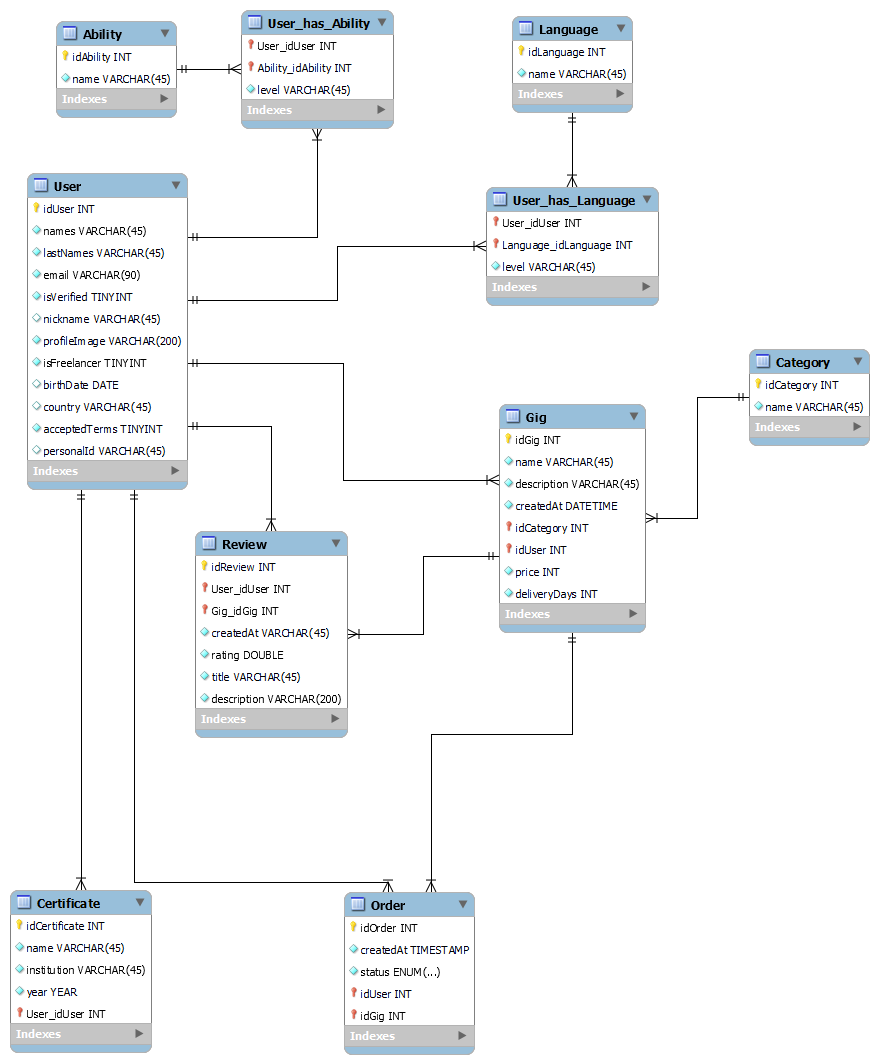 Ability
idAbility INT
name VARCHAR(45)
Indexes
User_has_Ability
User_idUser INT
Ability_idAbility INT
level VARCHAR(45)
Indexes
Language
idLanguage INT
name VARCHAR(45)
Indexes
User
idUser INT
names VARCHAR(45)
lastNames VARCHAR(45)
email VARCHAR(90)
isVerified TINYINT
nickname VARCHAR(45)
profileImage VARCHAR(200)
isFreelancer TINYINT
birthDate DATE
country VARCHAR(45)
acceptedTerms TINYINT
personalId VARCHAR(45)
Indexes
User_has_Language
User_idUser INT
Language_idLanguage INT
level VARCHAR(45)
Indexes
Category
idCategory INT
name VARCHAR(45)
Indexes
Gig
idGig INT
name VARCHAR(45)
description VARCHAR(45)
createdAt DATETIME
idCategory INT
idUser INT
price INT
deliveryDays INT
Indexes
Review
idReview INT
User_idUser INT
Gig_idGig INT
createdAt VARCHAR(45)
rating DOUBLE
title VARCHAR(45)
description VARCHAR(200)
Indexes
Certificate
idCertificate INT
name VARCHAR(45)
institution VARCHAR(45)
year YEAR
User_idUser INT
Indexes
Order
idOrder INT
createdAt TIMESTAMP
status ENUM(...)
idUser INT
idGig INT
Indexes